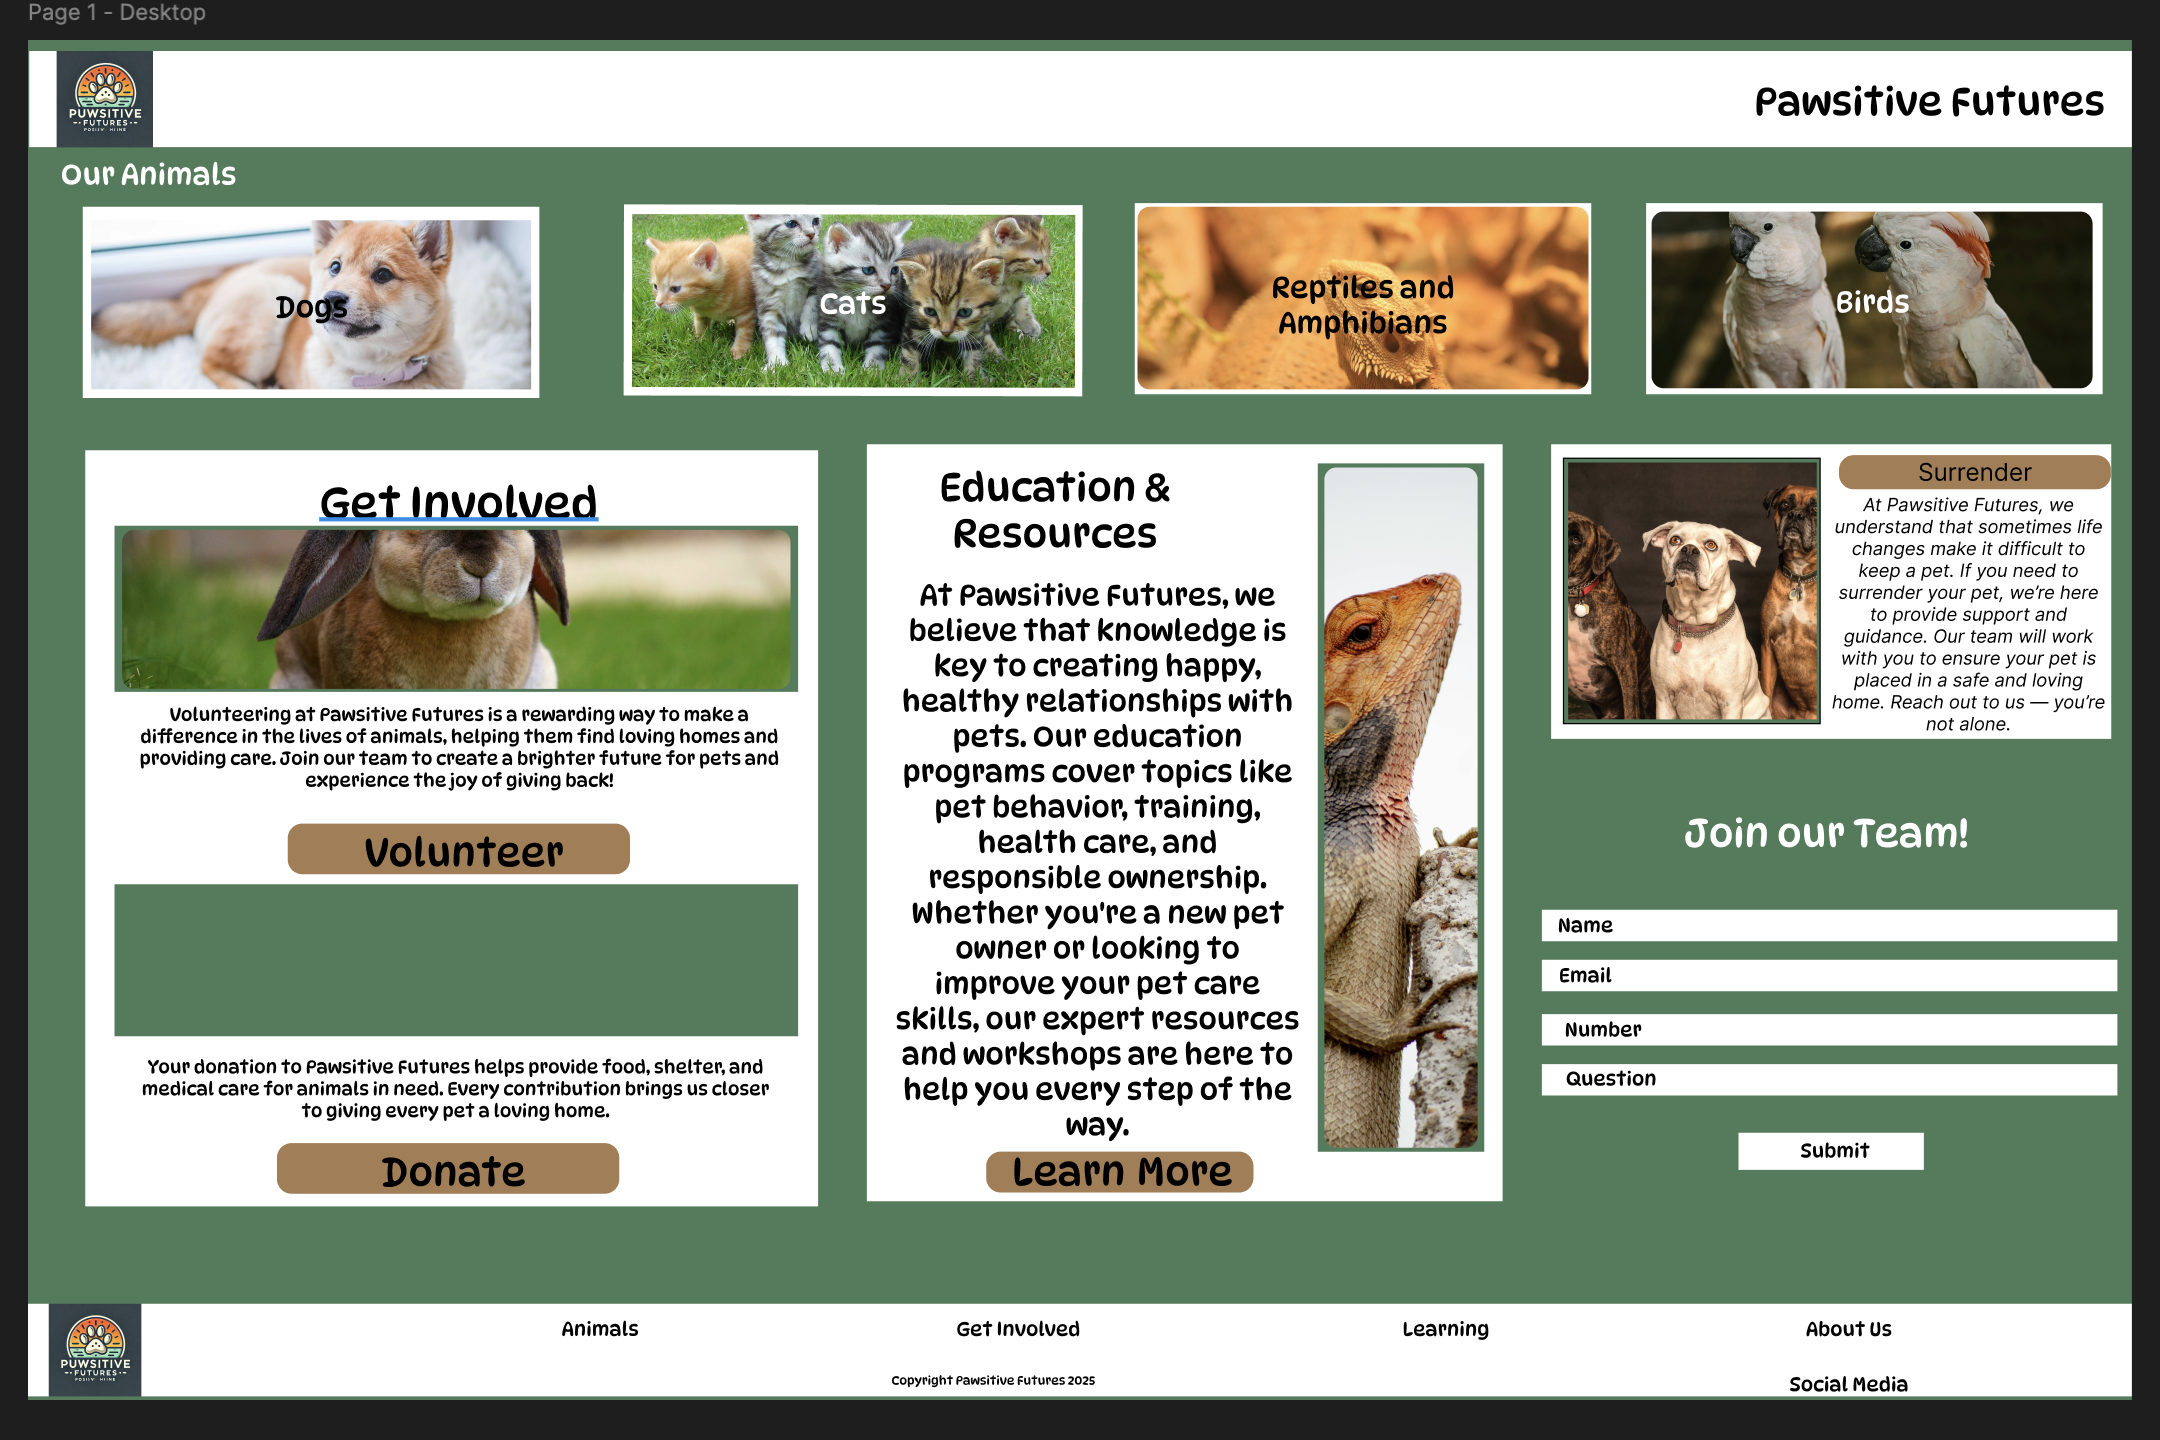 Page 1 - Desktop
PUWSITIVE
FUTURES
Pawsitive Futures
Our Animals
Dogs
Cats
Reptiles and
Amphibians
Birds
Get Involved
Volunteering at Pawsitive Futures is a rewarding way to make a
difference in the lives of animals, helping them find loving homes and
providing care. Join our team to create a brighter future for pets and
experience the joy of giving back!
Volunteer
Your donation to Pawsitive Futures helps provide food, shelter, and
medical care for animals in need. Every contribution brings us closer
to giving every pet a loving home.
Donate
Education &
Resources
At Pawsitive Futures, we
believe that knowledge is
key to creating happy,
healthy relationships with
pets. Our education
programs cover topics like
pet behavior, training,
health care, and
responsible ownership.
Whether you're a new pet
owner or looking to
improve your pet care
skills, our expert resources
and workshops are here to
help you every step of the
way.
Learn More
Surrender
At Pawsitive Futures, we
understand that sometimes life
changes make it difficult to
keep a pet. If you need to
surrender your pet, we’re here
to provide support and
guidance. Our team will work
with you to ensure your pet is
placed in a safe and loving
home. Reach out to us — you’re
not alone.
Join our Team!
Name
Email
Number
Question
Submit
PUWSITIVE
FUTURES
Animals
Get Involved
Learning
About Us
Copyright Pawsitive Futures 2025
Social Media